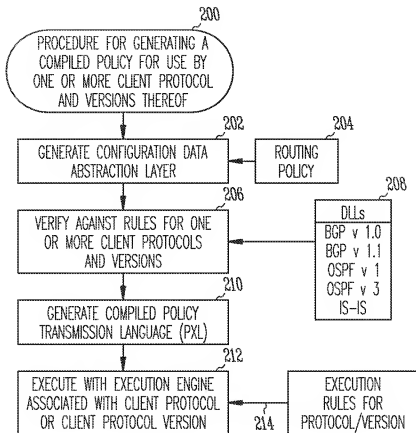 200
PROCEDURE FOR GENERATING A
COMPILED POLICY FOR USE BY
ONE OR MORE CLIENT PROTOCOL
AND VERSIONS THEREOF
202
GENERATE CONFIGURATION DATA
ABSTRACTION LAYER
204
ROUTING
POLICY
206
VERIFY AGAINST RULES FOR ONE
OR MORE CLIENT PROTOCOLS
AND VERSIONS
208
DLLs
BGP v 1.0
BGP v 1.1
OSPF v 1
OSPF v 3
IS-IS
210
GENERATE COMPILED POLICY
TRANSMISSION LANGUAGE (PXL)
212
EXECUTE WITH EXECUTION ENGINE
ASSOCIATED WITH CLIENT PROTOCOL
OR CLIENT PROTOCOL VERSION
214
EXECUTION
RULES FOR
PROTOCOL/VERSION